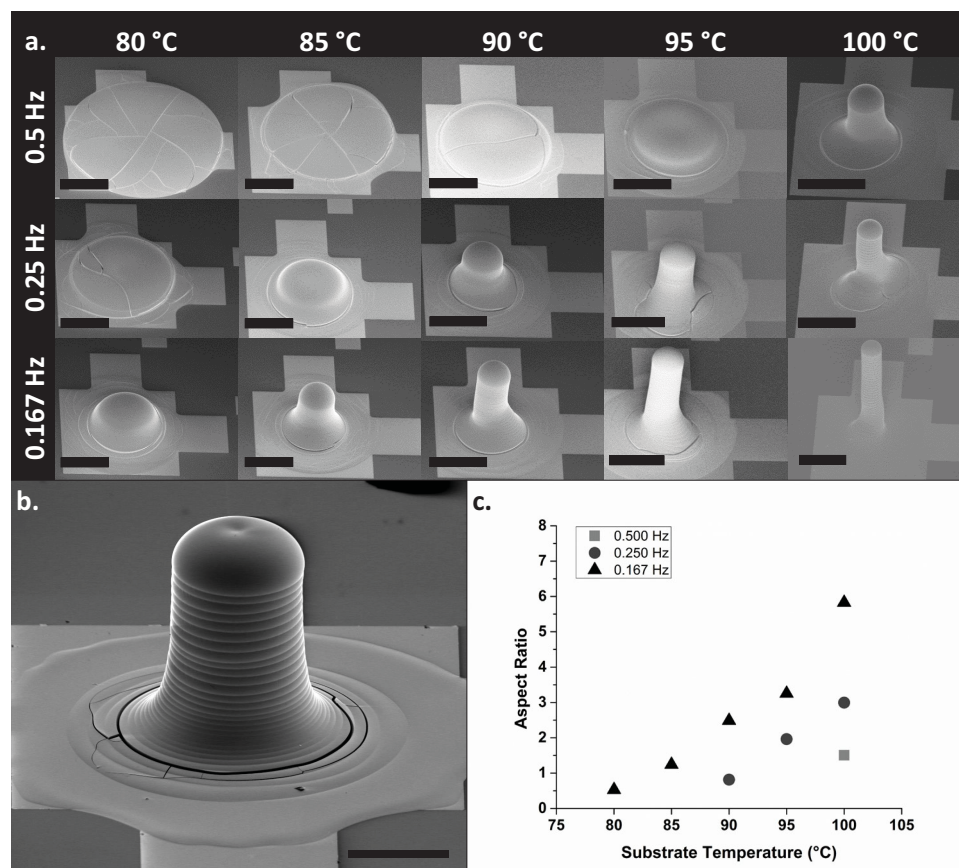 a. 80 °C 85 °C 90 °C 95 °C 100 °C
0.5 Hz
0.25 Hz
0.167 Hz
b.
c.
8
7
6
5
4
3
2
1
0
Aspect Ratio
0.500 Hz
0.250 Hz
0.167 Hz
75 80 85 90 95 100 105
Substrate Temperature (°C)